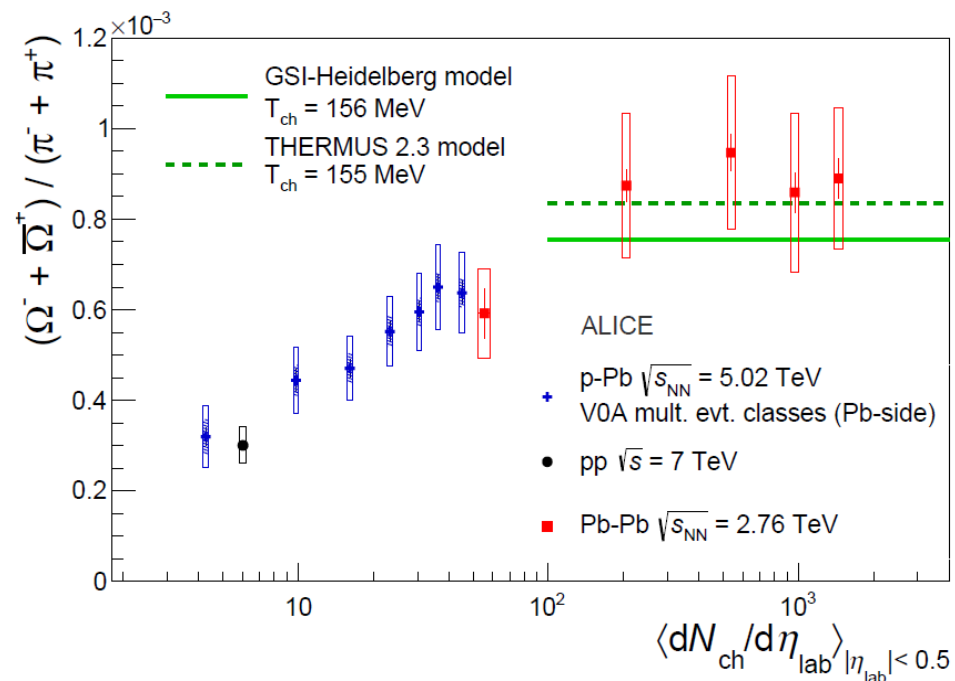 ×10⁻³
(Ω⁻ + Ω̅⁺) / (π⁻ + π⁺)
1.2
1
0.8
0.6
0.4
0.2
0
GSI-Heidelberg model
T_ch = 156 MeV
THERMUS 2.3 model
T_ch = 155 MeV
ALICE
p-Pb √s_NN = 5.02 TeV
V0A mult. evt. classes (Pb-side)
pp √s = 7 TeV
Pb-Pb √s_NN = 2.76 TeV
10
10²
10³
⟨dN_ch/dη_lab⟩_|η_lab|< 0.5